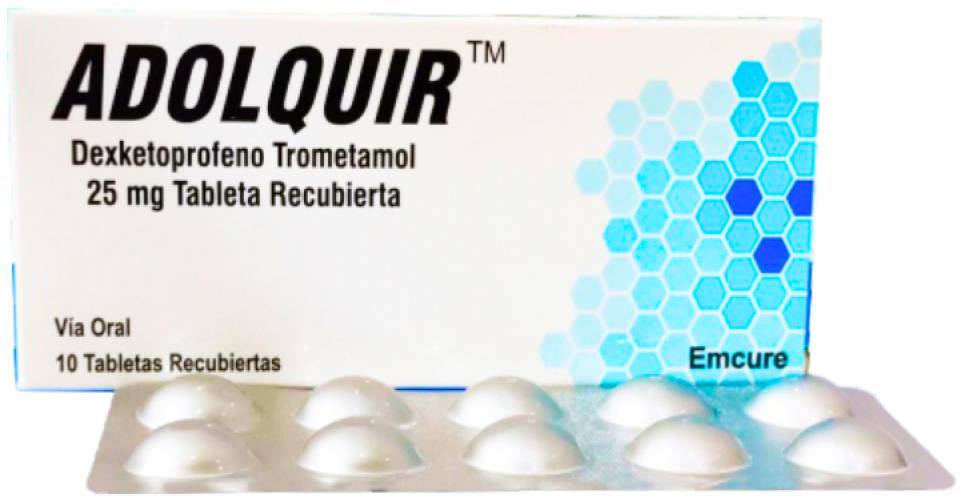 ADOLQUIR™
Dexketoprofeno Trometamol
25 mg Tableta Recubierta
Vía Oral
10 Tabletas Recubiertas
Emcure